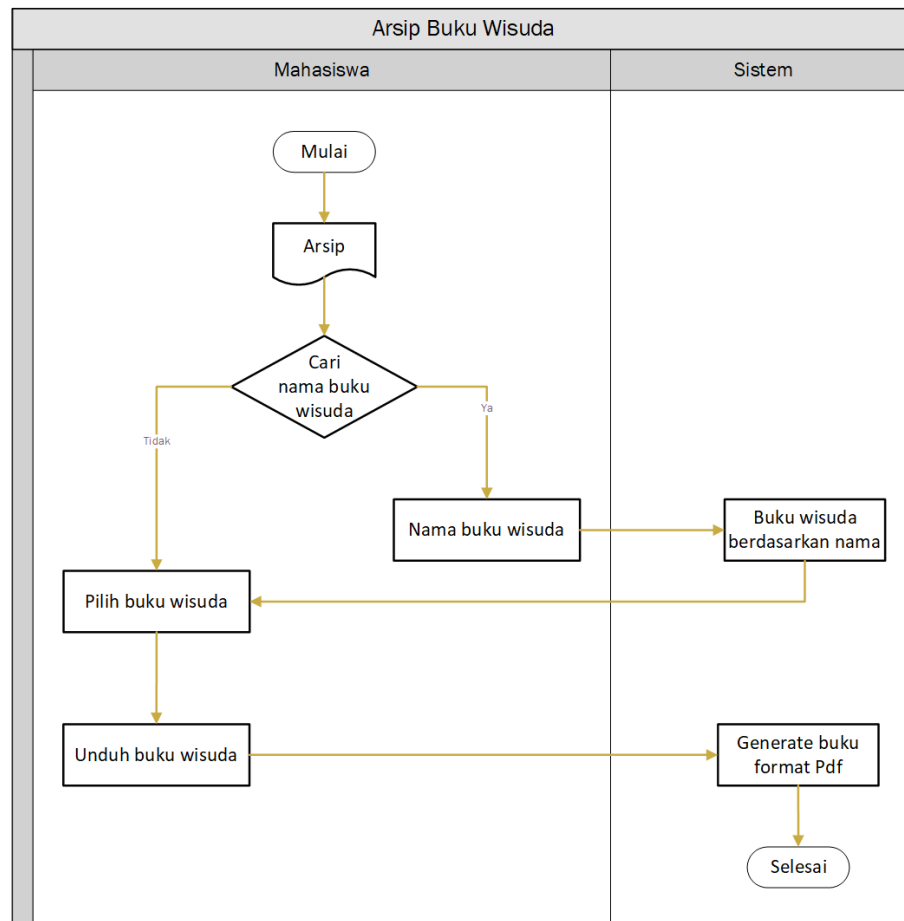 Arsip Buku Wisuda
Mahasiswa
Sistem
Mulai
Arsip
Cari
nama buku
wisuda
Ya
Tidak
Nama buku wisuda
Buku wisuda
berdasarkan nama
Pilih buku wisuda
Unduh buku wisuda
Generate buku
format Pdf
Selesai